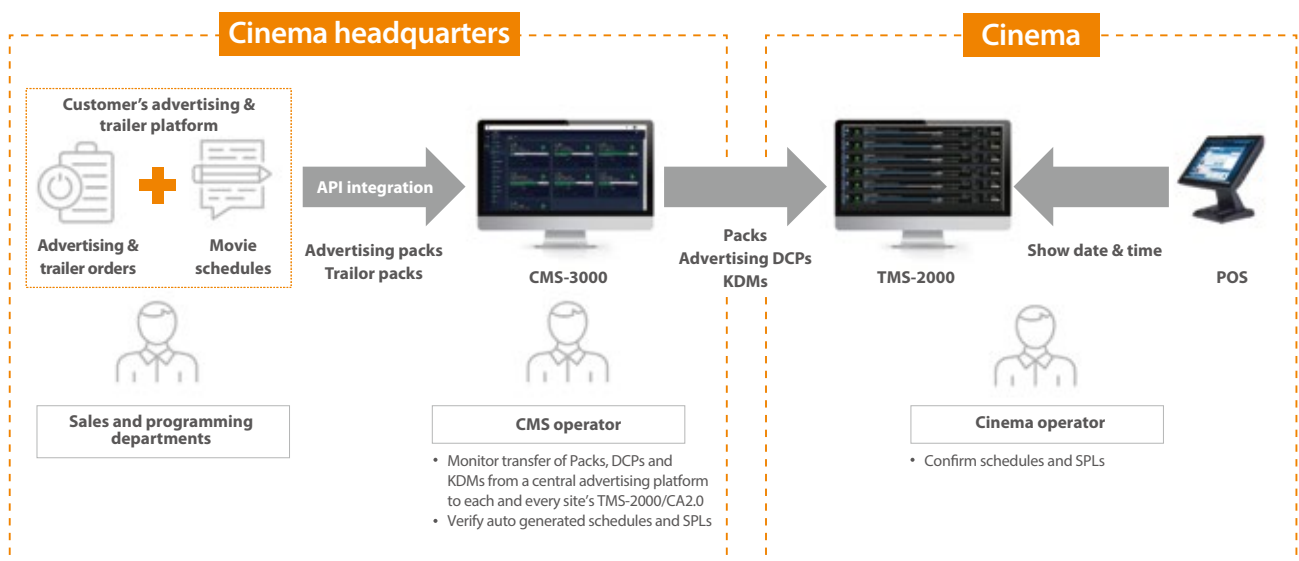 Cinema headquarters
Customer's advertising &
trailer platform
Advertising &
trailer orders
Movie
schedules
API integration
Advertising packs
Trailor packs
CMS-3000
Sales and programming
departments
CMS operator
• Monitor transfer of Packs, DCPs and
KDMs from a central advertising platform
to each and every site's TMS-2000/CA2.0
• Verify auto generated schedules and SPLs
Packs
Advertising DCPs
KDMs
Cinema
TMS-2000
Show date & time
POS
Cinema operator
• Confirm schedules and SPLs